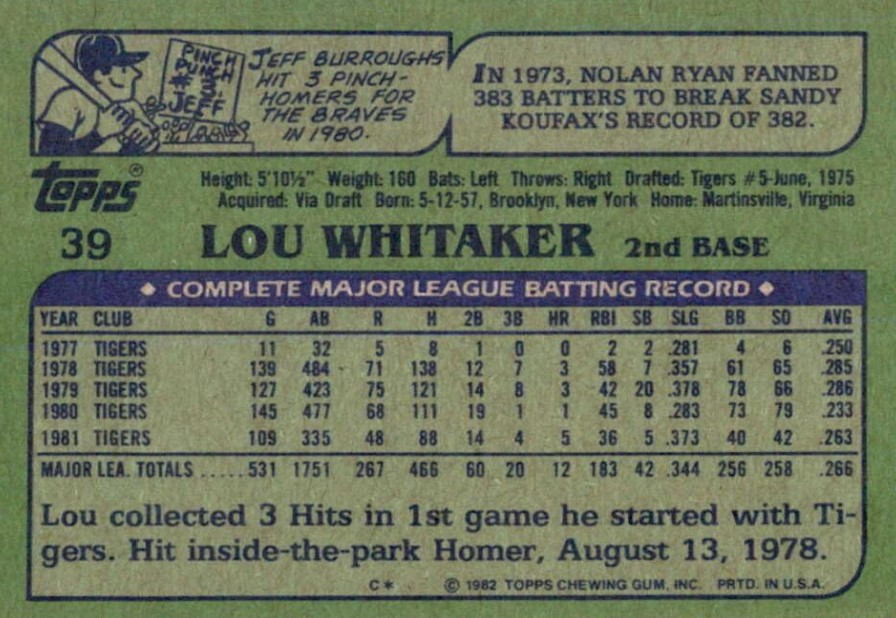 PINCH
PUNCH
#3
BY
JEFF
JEFF BURROUGHS
HIT 3 PINCH-
HOMERS FOR
THE BRAVES
IN 1980.
IN 1973, NOLAN RYAN FANNED
383 BATTERS TO BREAK SANDY
KOUFAX'S RECORD OF 382.
Topps®
Height: 5'10½" Weight: 160 Bats: Left Throws: Right Drafted: Tigers #5-June, 1975
Acquired: Via Draft Born: 5-12-57, Brooklyn, New York Home: Martinsville, Virginia
39 LOU WHITAKER 2nd BASE
◆ COMPLETE MAJOR LEAGUE BATTING RECORD ◆
YEAR CLUB G AB R H 2B 3B HR RBI SB SLG BB SO AVG
1977 TIGERS 11 32 5 8 1 0 0 2 2 .281 4 6 .250
1978 TIGERS 139 484 71 138 12 7 3 58 7 .357 61 65 .285
1979 TIGERS 127 423 75 121 14 8 3 42 20 .378 78 66 .286
1980 TIGERS 145 477 68 111 19 1 1 45 8 .283 73 79 .233
1981 TIGERS 109 335 48 88 14 4 5 36 5 .373 40 42 .263
MAJOR LEA. TOTALS .....531 1751 267 466 60 20 12 183 42 .344 256 258 .266
Lou collected 3 Hits in 1st game he started with Ti-
gers. Hit inside-the-park Homer, August 13, 1978.
C* © 1982 TOPPS CHEWING GUM, INC. PRTD. IN U.S.A.